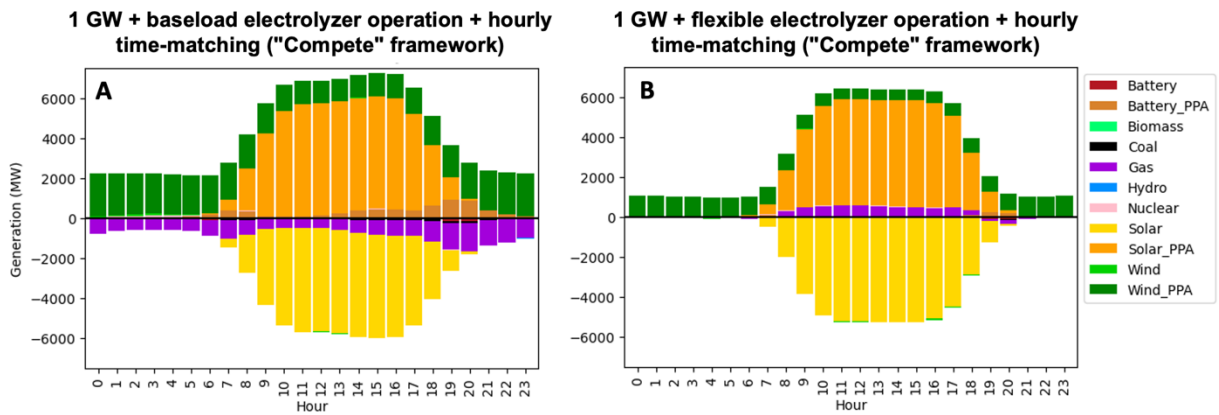 1 GW + baseload electrolyzer operation + hourly
time-matching ("Compete" framework)
1 GW + flexible electrolyzer operation + hourly
time-matching ("Compete" framework)
A
6000
4000
2000
0
−2000
−4000
−6000
Generation (MW)
0 1 2 3 4 5 6 7 8 9 10 11 12 13 14 15 16 17 18 19 20 21 22 23
Hour
B
6000
4000
2000
0
−2000
−4000
−6000
0 1 2 3 4 5 6 7 8 9 10 11 12 13 14 15 16 17 18 19 20 21 22 23
Hour
Battery
Battery_PPA
Biomass
Coal
Gas
Hydro
Nuclear
Solar
Solar_PPA
Wind
Wind_PPA